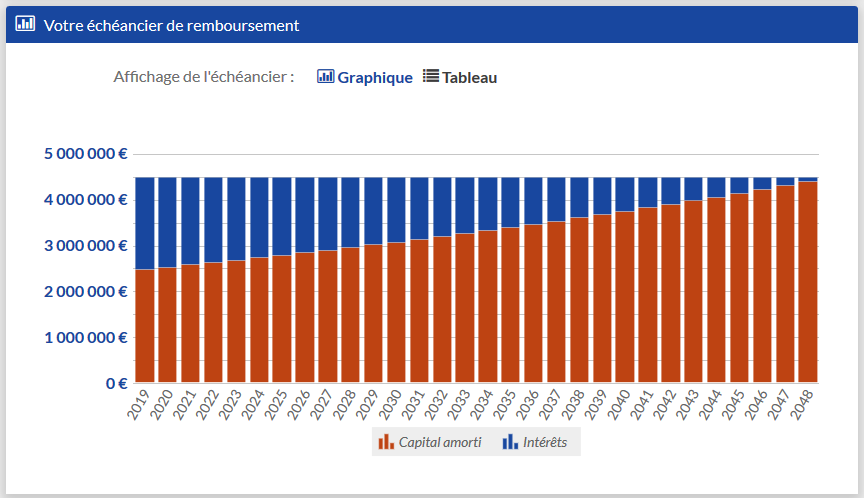 Votre échéancier de remboursement
Affichage de l'échéancier : Graphique Tableau
5 000 000 €
4 000 000 €
3 000 000 €
2 000 000 €
1 000 000 €
0 €
2019 2020 2021 2022 2023 2024 2025 2026 2027 2028 2029 2030 2031 2032 2033 2034 2035 2036 2037 2038 2039 2040 2041 2042 2043 2044 2045 2046 2047 2048
Capital amorti Intérêts